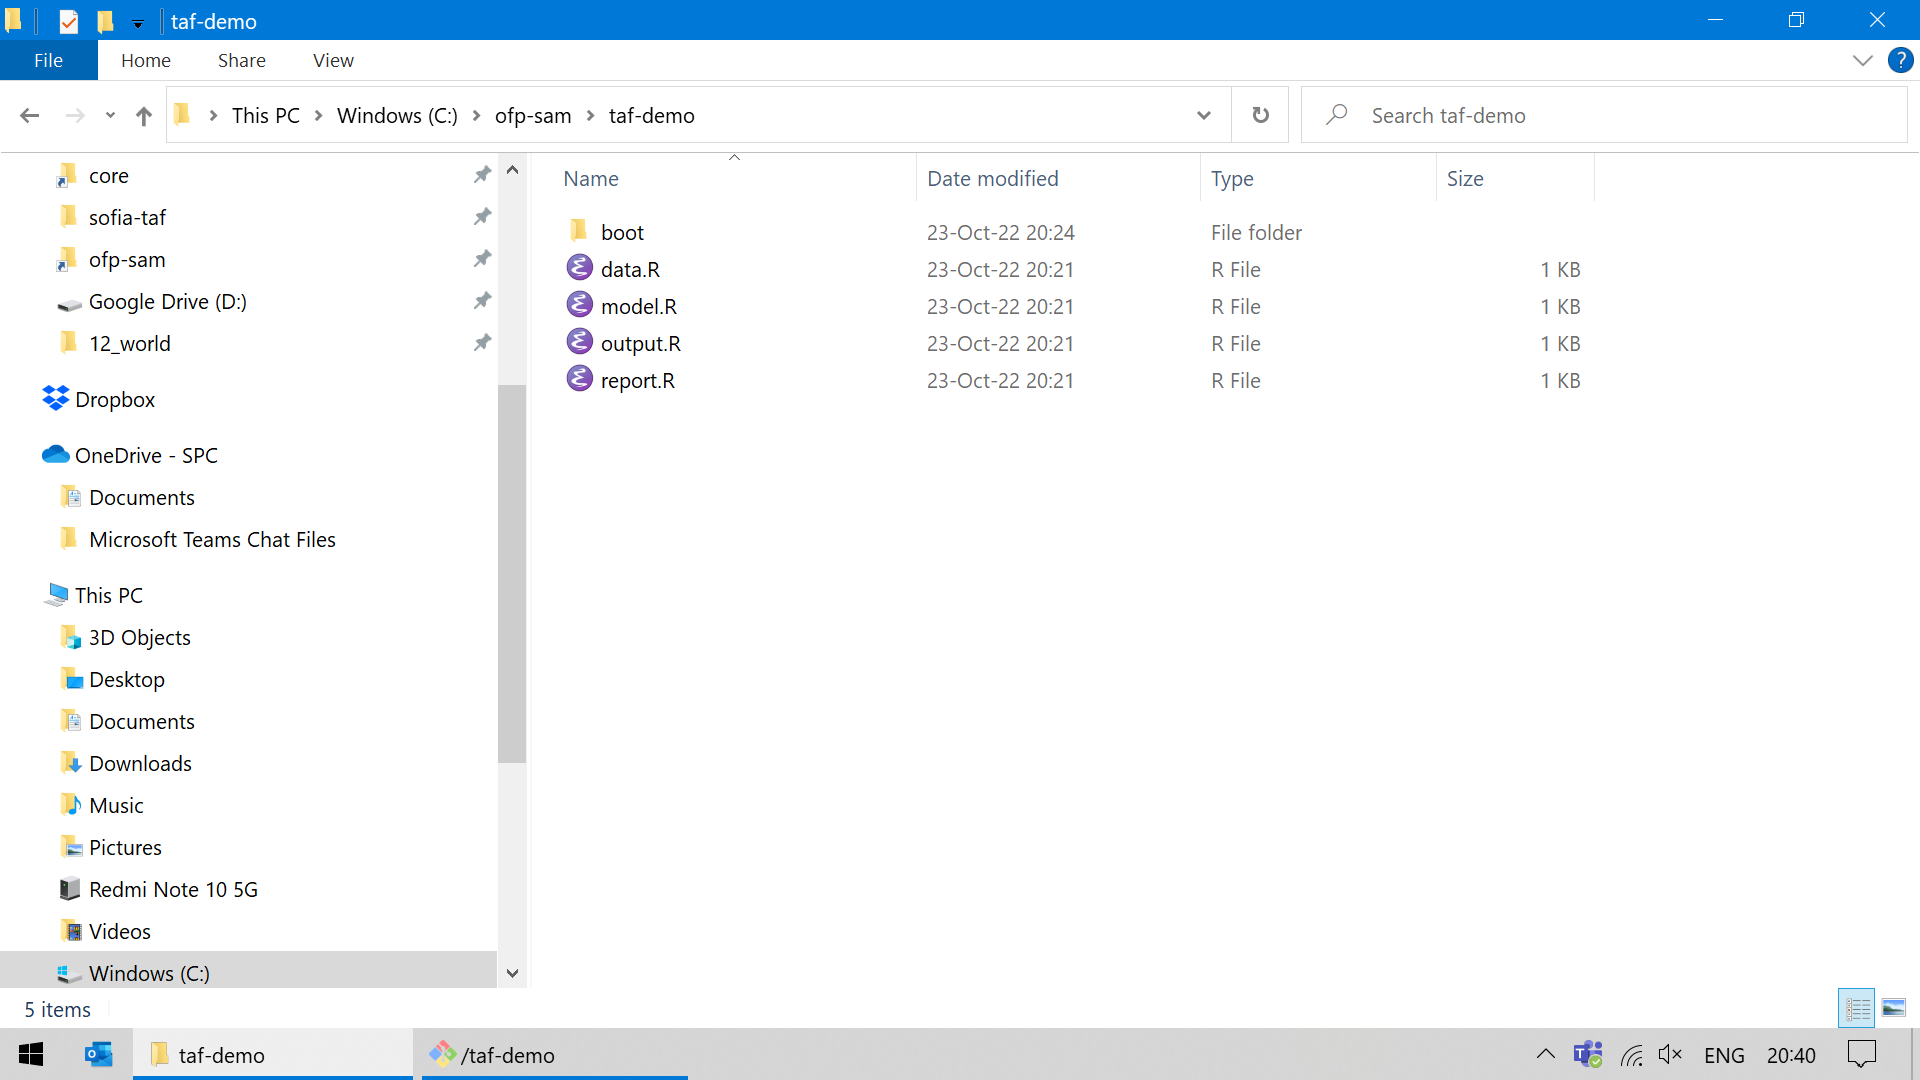 taf-demo
File Home Share View ?
This PC Windows (C:) ofp-sam taf-demo Search taf-demo
core
sofia-taf
ofp-sam
Google Drive (D:)
12_world
Dropbox
OneDrive - SPC
Documents
Microsoft Teams Chat Files
This PC
3D Objects
Desktop
Documents
Downloads
Music
Pictures
Redmi Note 10 5G
Videos
Windows (C:)
Name Date modified Type Size
boot 23-Oct-22 20:24 File folder
data.R 23-Oct-22 20:21 R File 1 KB
model.R 23-Oct-22 20:21 R File 1 KB
output.R 23-Oct-22 20:21 R File 1 KB
report.R 23-Oct-22 20:21 R File 1 KB
5 items
taf-demo /taf-demo ENG 20:40